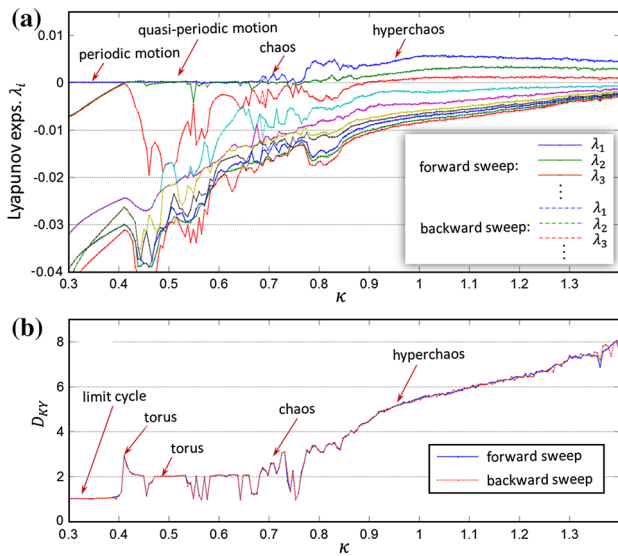 (a)
quasi-periodic motion
hyperchaos
periodic motion
chaos
0.01
0
-0.01
-0.02
-0.03
-0.04
Lyapunov exps. λi
forward sweep:
λ1
λ2
λ3
⋮
backward sweep:
λ1
λ2
λ3
⋮
0.3 0.4 0.5 0.6 0.7 0.8 0.9 1 1.1 1.2 1.3
κ
(b)
8
6
4
2
0
DKY
limit cycle
torus
torus
chaos
hyperchaos
forward sweep
backward sweep
0.3 0.4 0.5 0.6 0.7 0.8 0.9 1 1.1 1.2 1.3
κ